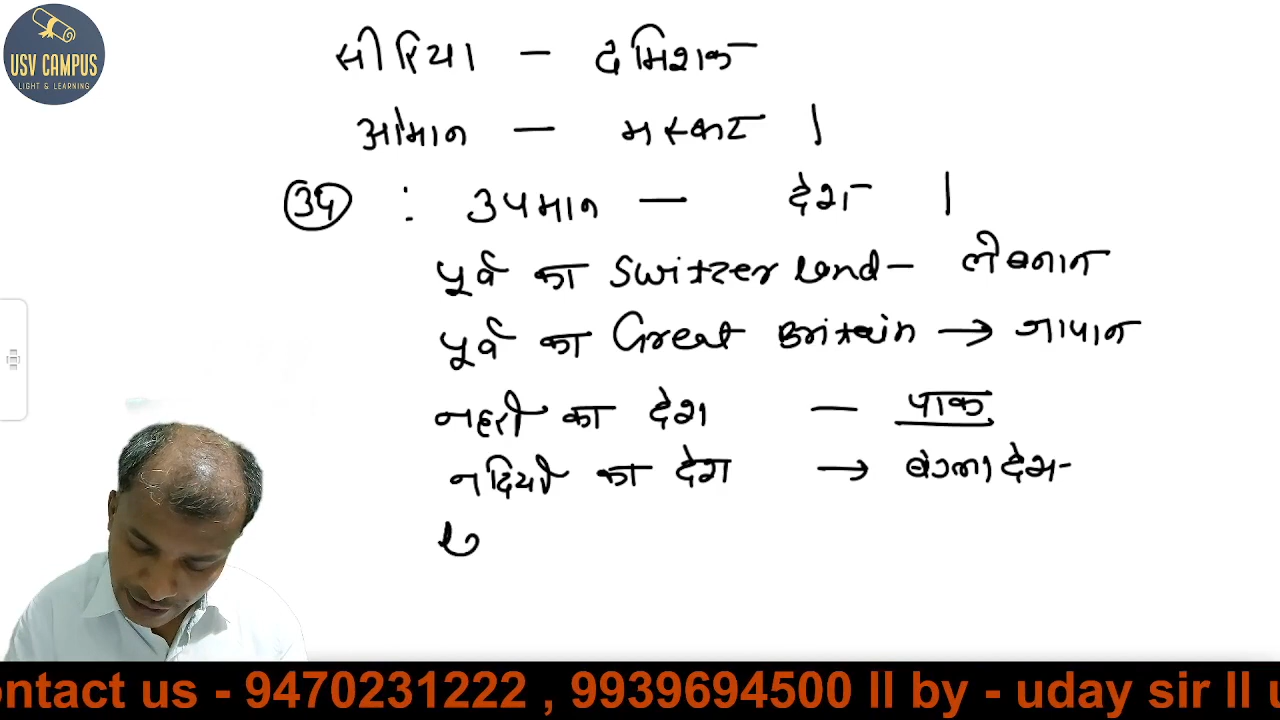 USV CAMPUS
LIGHT & LEARNING
सीरिया - दमिशक
ओमान - मस्कट |
: उपमान - देश |
पूर्व का Switzerland - लेबनान
पूर्व का Great Britain → जापान
नहरो का देश - पाक
नदियो का देश → बंगलादेश
ontact us - 9470231222 , 9939694500 ll by - uday sir ll u